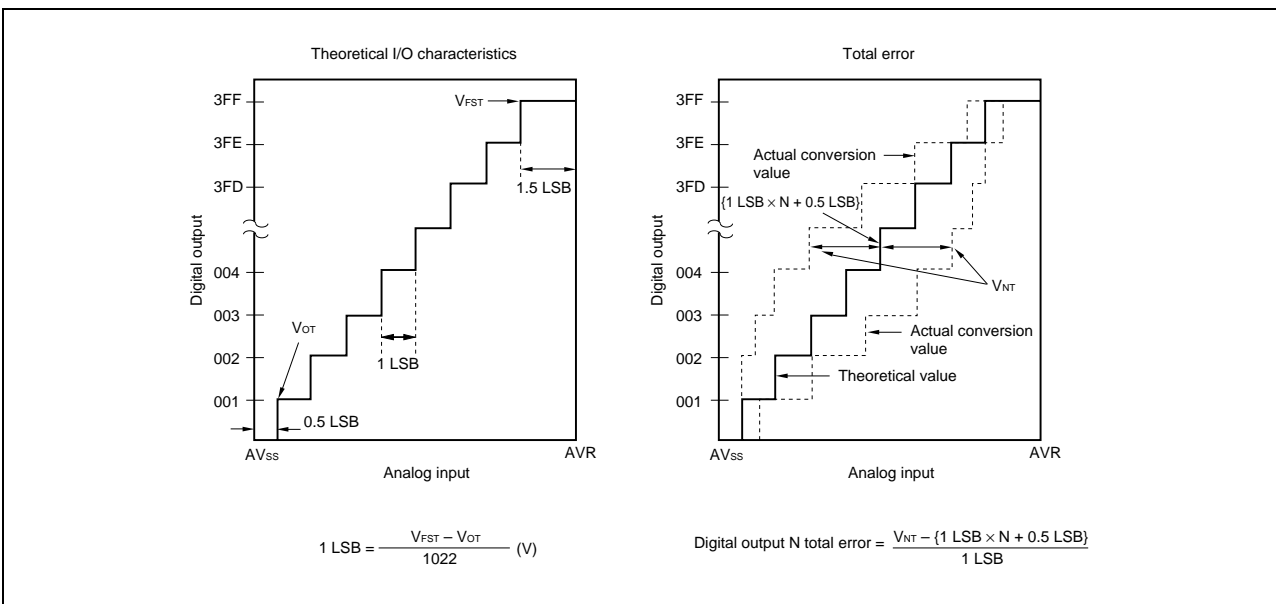 Theoretical I/O characteristics
3FF
3FE
3FD
004
003
002
001
Digital output
VFST
1.5 LSB
VOT
1 LSB
0.5 LSB
AVSS
AVR
Analog input
1 LSB = VFST – VOT / 1022 (V)
Total error
3FF
3FE
3FD
004
003
002
001
Digital output
Actual conversion
value
{1 LSB × N + 0.5 LSB}
VNT
Actual conversion
value
Theoretical value
AVSS
AVR
Analog input
Digital output N total error = VNT – {1 LSB × N + 0.5 LSB} / 1 LSB